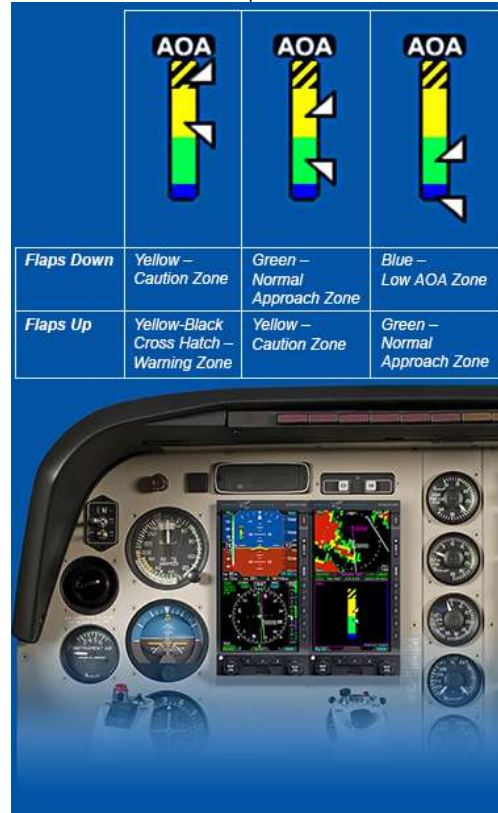 AOA
AOA
AOA
Flaps Down
Yellow –
Caution Zone
Green –
Normal
Approach Zone
Blue –
Low AOA Zone
Flaps Up
Yellow-Black
Cross Hatch –
Warning Zone
Yellow –
Caution Zone
Green –
Normal
Approach Zone